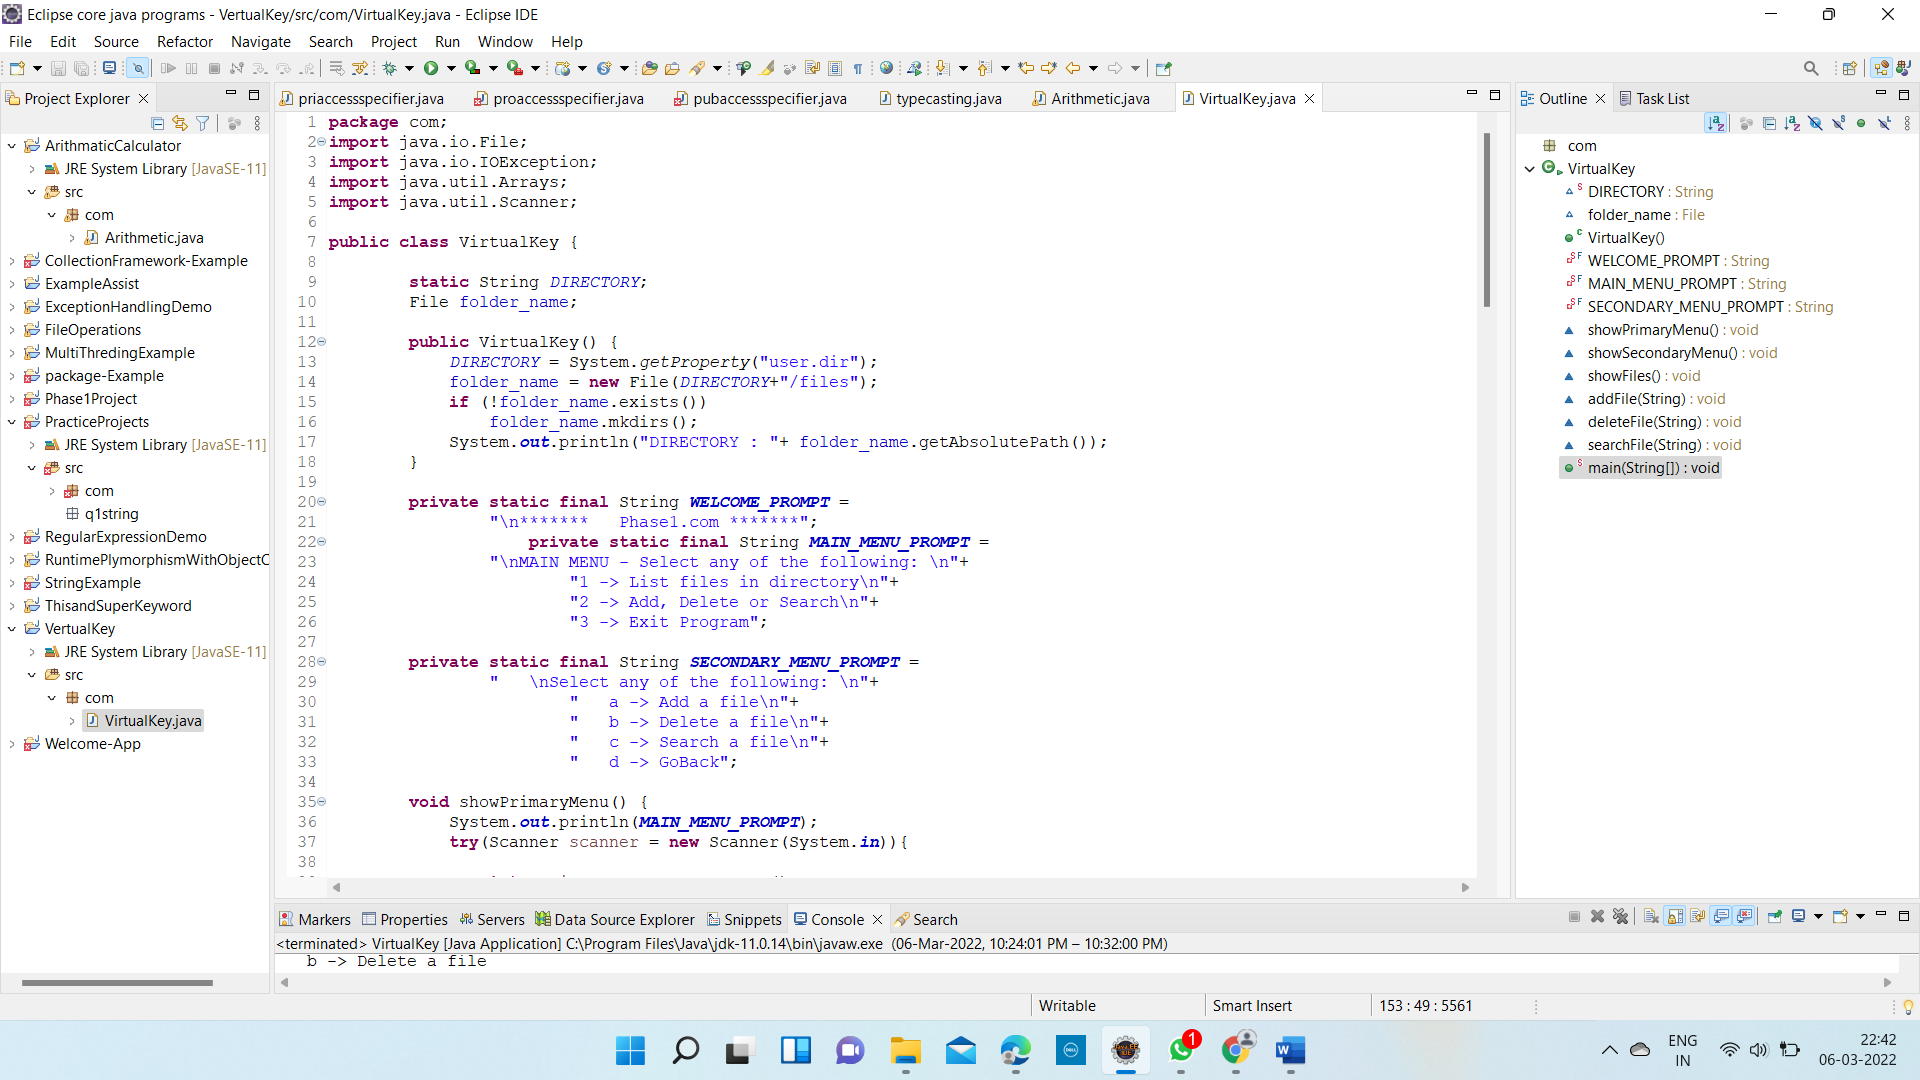 Eclipse core java programs - VertualKey/src/com/VirtualKey.java - Eclipse IDE
File Edit Source Refactor Navigate Search Project Run Window Help
Project Explorer
ArithmaticCalculator
JRE System Library [JavaSE-11]
src
com
Arithmetic.java
CollectionFramework-Example
ExampleAssist
ExceptionHandlingDemo
FileOperations
MultiThredingExample
package-Example
Phase1Project
PracticeProjects
JRE System Library [JavaSE-11]
src
com
q1string
RegularExpressionDemo
RuntimePlymorphismWithObjectC
StringExample
ThisandSuperKeyword
VertualKey
JRE System Library [JavaSE-11]
src
com
VirtualKey.java
Welcome-App
priaccessspecifier.java proaccessspecifier.java pubaccessspecifier.java typecasting.java Arithmetic.java VirtualKey.java
1 package com;
2 import java.io.File;
3 import java.io.IOException;
4 import java.util.Arrays;
5 import java.util.Scanner;
6
7 public class VirtualKey {
8
9 static String DIRECTORY;
10 File folder_name;
11
12 public VirtualKey() {
13 DIRECTORY = System.getProperty("user.dir");
14 folder_name = new File(DIRECTORY+"/files");
15 if (!folder_name.exists())
16 folder_name.mkdirs();
17 System.out.println("DIRECTORY : "+ folder_name.getAbsolutePath());
18 }
19
20 private static final String WELCOME_PROMPT =
21 "\n******* Phase1.com *******";
22 private static final String MAIN_MENU_PROMPT =
23 "\nMAIN MENU - Select any of the following: \n"+
24 "1 -> List files in directory\n"+
25 "2 -> Add, Delete or Search\n"+
26 "3 -> Exit Program";
27
28 private static final String SECONDARY_MENU_PROMPT =
29 " \nSelect any of the following: \n"+
30 " a -> Add a file\n"+
31 " b -> Delete a file\n"+
32 " c -> Search a file\n"+
33 " d -> GoBack";
34
35 void showPrimaryMenu() {
36 System.out.println(MAIN_MENU_PROMPT);
37 try(Scanner scanner = new Scanner(System.in)){
38
Outline Task List
com
VirtualKey
DIRECTORY : String
folder_name : File
VirtualKey()
WELCOME_PROMPT : String
MAIN_MENU_PROMPT : String
SECONDARY_MENU_PROMPT : String
showPrimaryMenu() : void
showSecondaryMenu() : void
showFiles() : void
addFile(String) : void
deleteFile(String) : void
searchFile(String) : void
main(String[]) : void
Markers Properties Servers Data Source Explorer Snippets Console Search
<terminated> VirtualKey [Java Application] C:\Program Files\Java\jdk-11.0.14\bin\javaw.exe (06-Mar-2022, 10:24:01 PM – 10:32:00 PM)
b -> Delete a file
Writable Smart Insert 153 : 49 : 5561
1
ENG
IN
22:42
06-03-2022